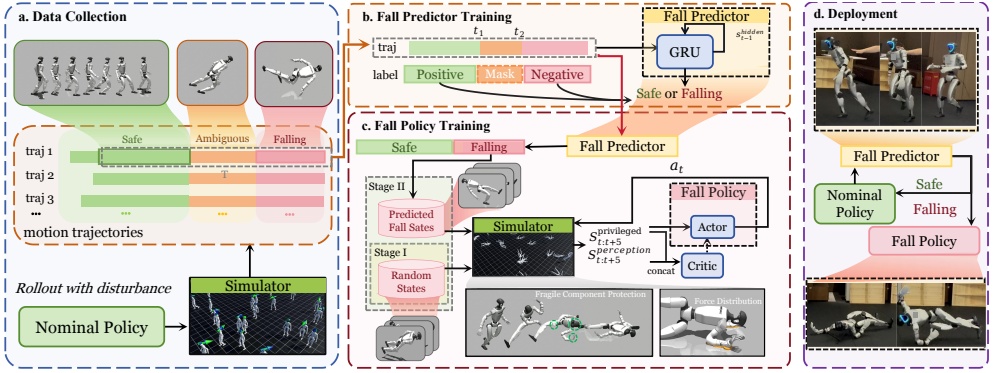 a. Data Collection
Safe
Ambiguous
Falling
traj 1
traj 2
T
traj 3
...
...
...
...
motion trajectories
Rollout with disturbance
Nominal Policy
Simulator
b. Fall Predictor Training
t₁
t₂
traj
label
Positive
Mask
Negative
Fall Predictor
GRU
s hidden t−1
Safe or Falling
c. Fall Policy Training
Safe
Falling
Fall Predictor
Stage II
Predicted
Fall Sates
Stage I
Random
States
Simulator
aₜ
S privileged t:t+5
S perception t:t+5
concat
Fall Policy
Actor
Critic
Fragile Component Protection
Force Distribution
d. Deployment
Fall Predictor
Safe
Nominal
Policy
Falling
Fall Policy